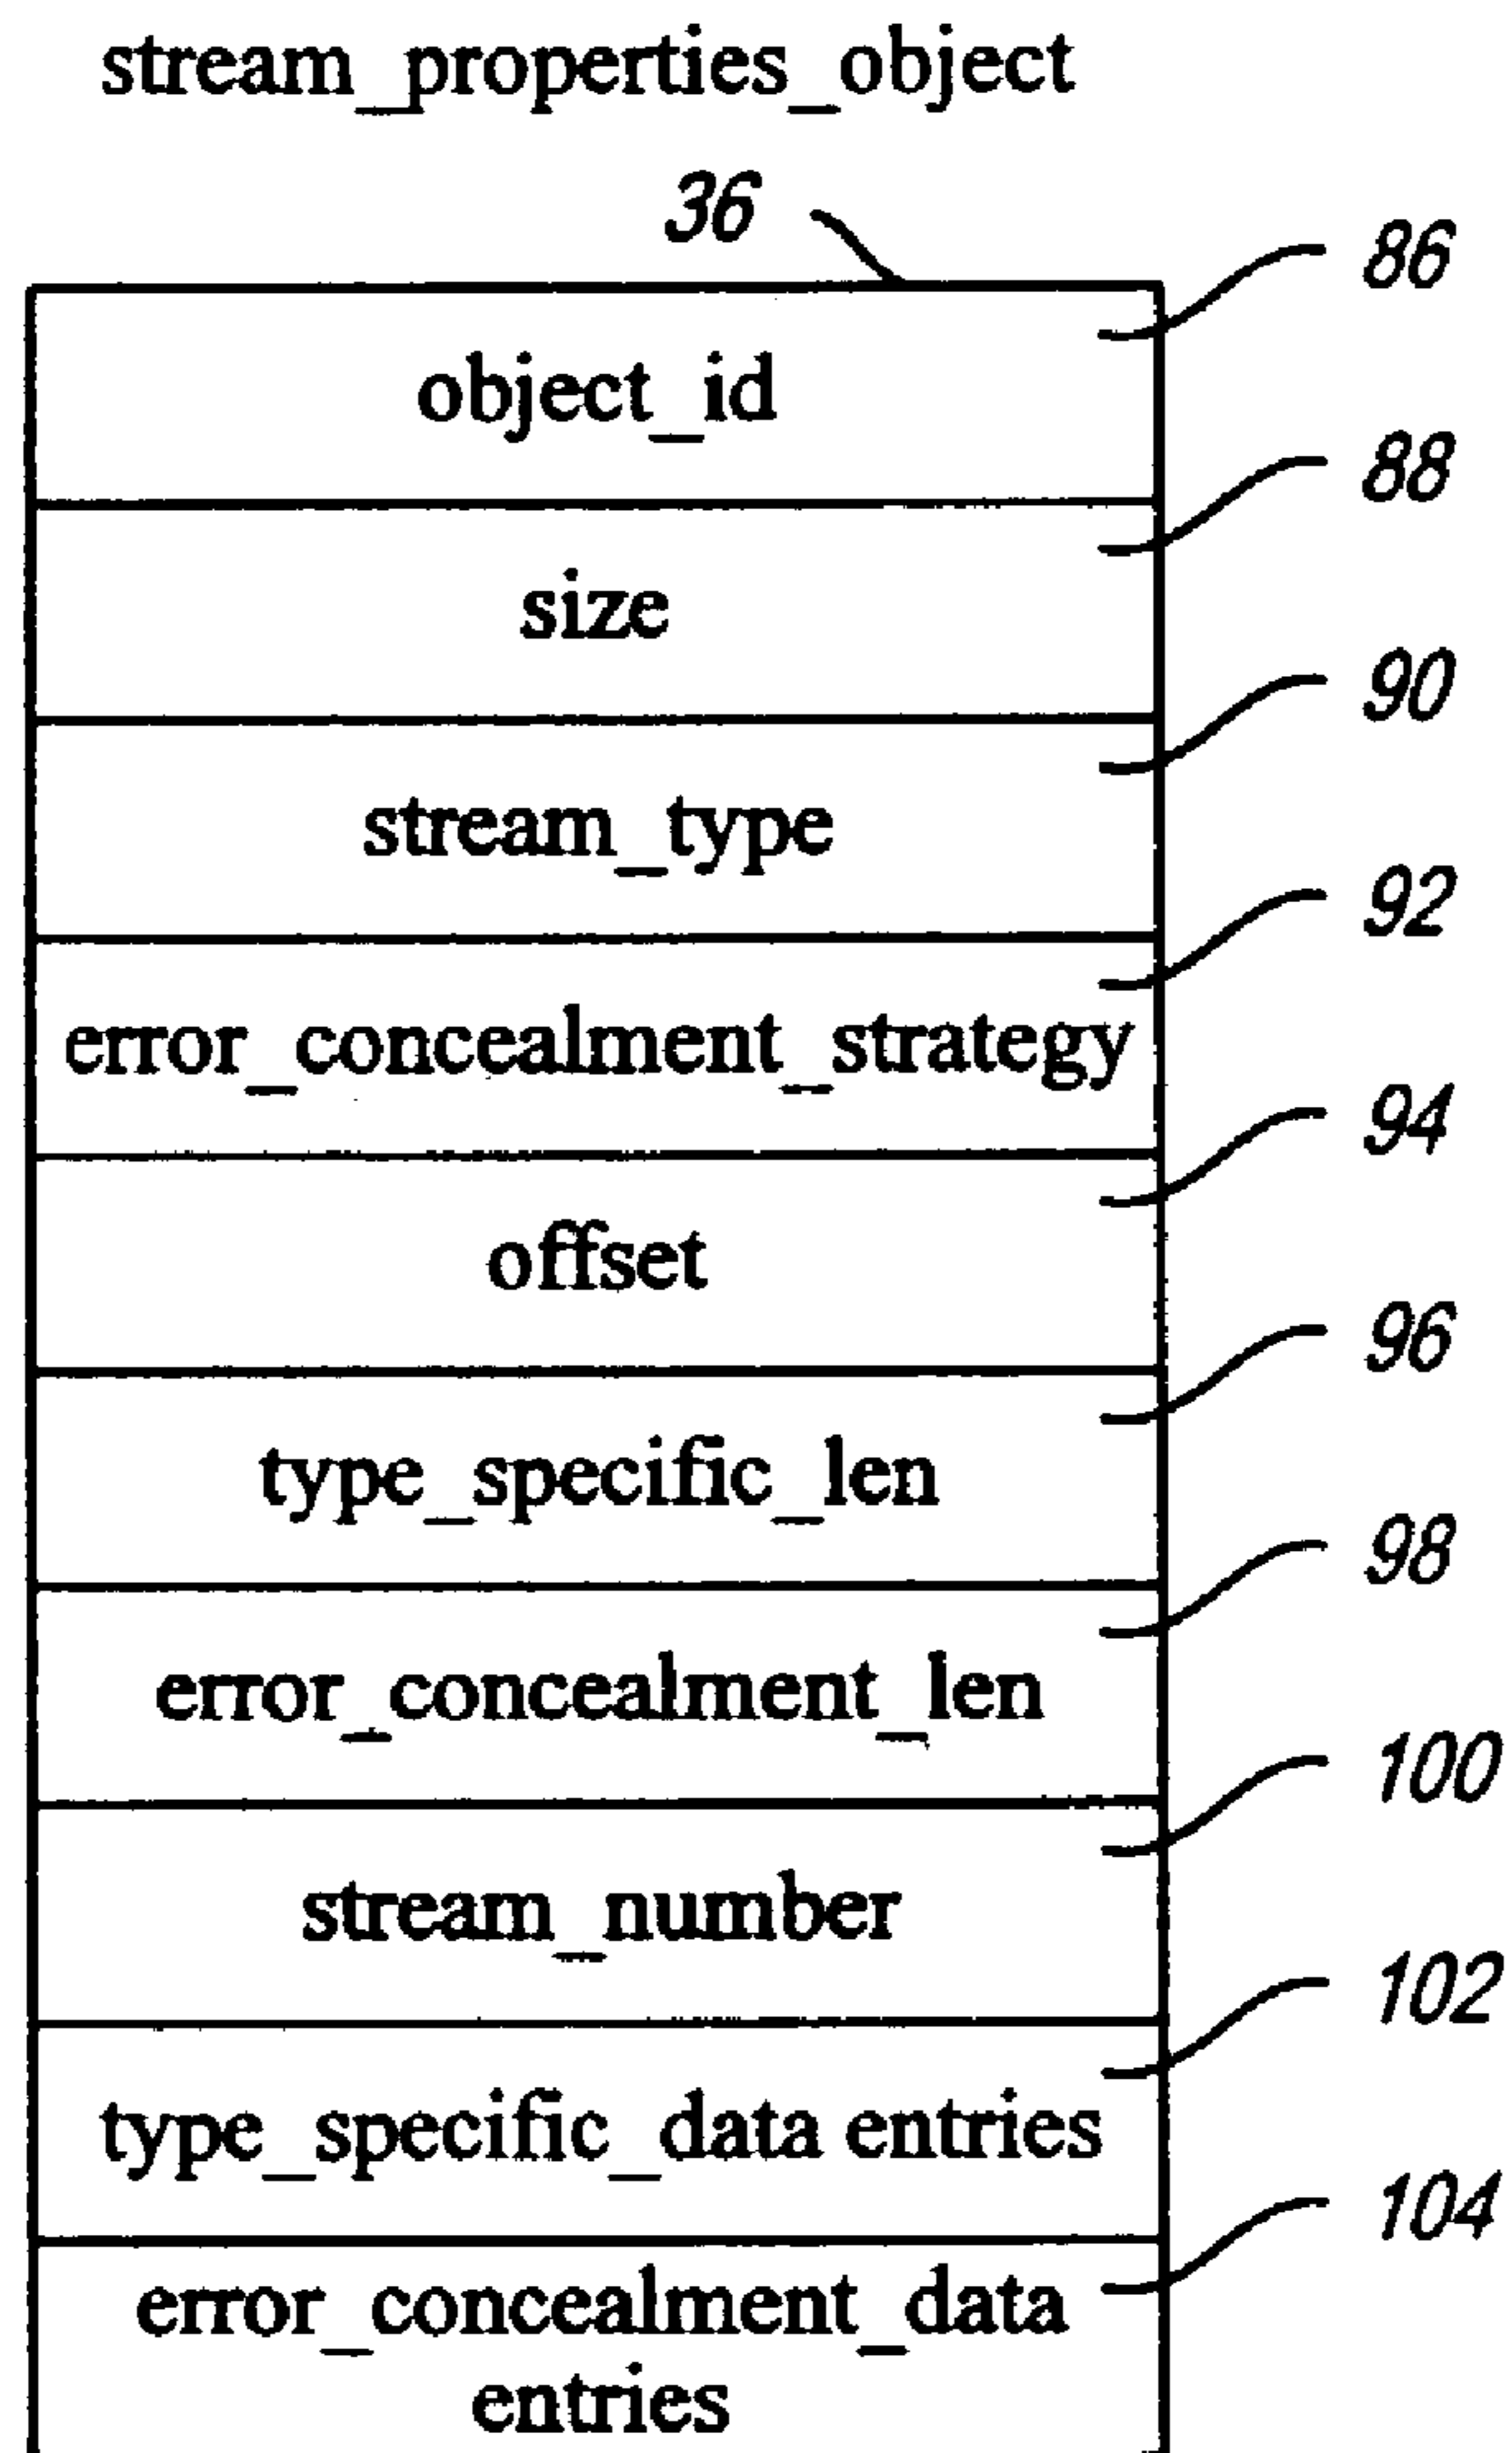 stream_properties_object
36
86
object_id
88
size
90
stream_type
92
error_concealment_strategy
94
offset
96
type_specific_len
98
error_concealment_len
100
stream_number
102
type_specific_data entries
104
error_concealment_data
entries